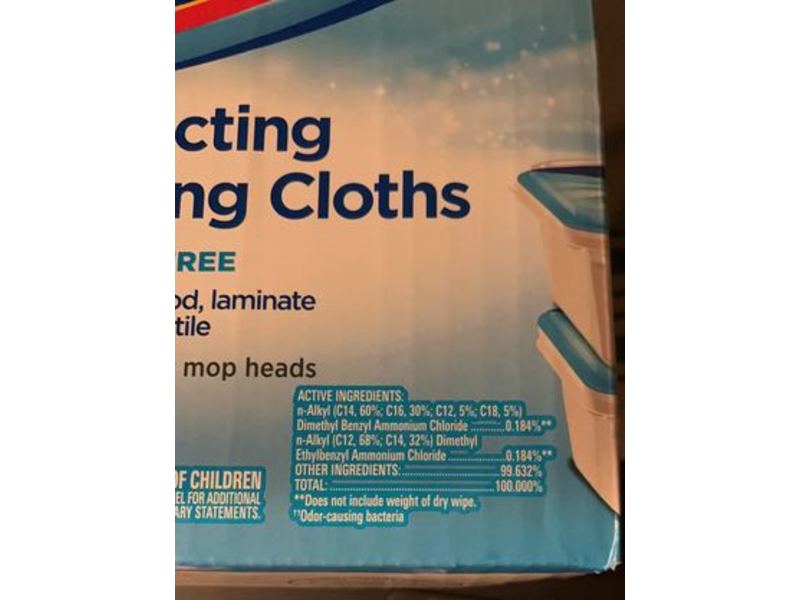 cting
ng Cloths
REE
od, laminate
tile
mop heads
ACTIVE INGREDIENTS:
n-Alkyl (C14, 60%; C16, 30%; C12, 5%; C18, 5%)
Dimethyl Benzyl Ammonium Chloride ...........0.184%**
n-Alkyl (C12, 68%; C14, 32%) Dimethyl
Ethylbenzyl Ammonium Chloride ..................0.184%**
OTHER INGREDIENTS:............................. 99.632%
TOTAL: .................................................100.000%
**Does not include weight of dry wipe.
††Odor-causing bacteria
OF CHILDREN
EL FOR ADDITIONAL
ARY STATEMENTS.